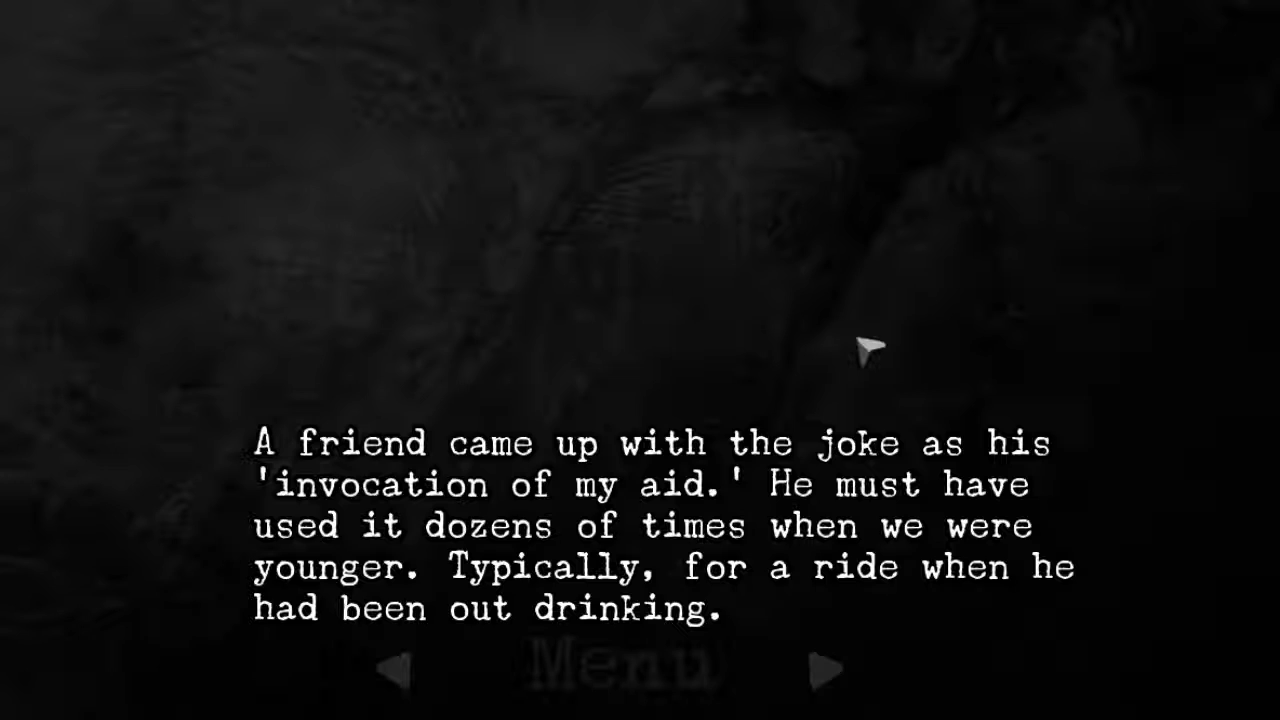 A friend came up with the joke as his
'invocation of my aid.' He must have
used it dozens of times when we were
younger. Typically, for a ride when he
had been out drinking.
Menu